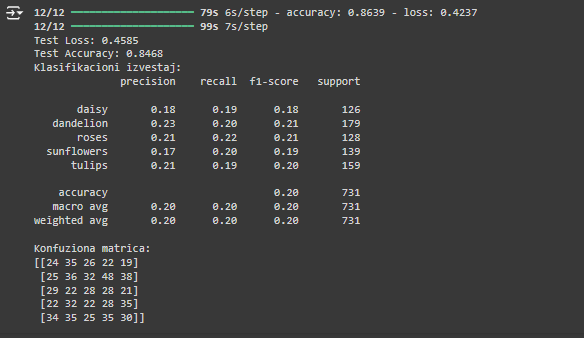 12/12 ━━━━━━━━━━━━━━━━━━━━ 79s 6s/step - accuracy: 0.8639 - loss: 0.4237
12/12 ━━━━━━━━━━━━━━━━━━━━ 99s 7s/step
Test Loss: 0.4585
Test Accuracy: 0.8468
Klasifikacioni izvestaj:
precision recall f1-score support
daisy 0.18 0.19 0.18 126
dandelion 0.23 0.20 0.21 179
roses 0.21 0.22 0.21 128
sunflowers 0.17 0.20 0.19 139
tulips 0.21 0.19 0.20 159
accuracy 0.20 731
macro avg 0.20 0.20 0.20 731
weighted avg 0.20 0.20 0.20 731
Konfuziona matrica:
[[24 35 26 22 19]
[25 36 32 48 38]
[29 22 28 28 21]
[22 32 22 28 35]
[34 35 25 35 30]]